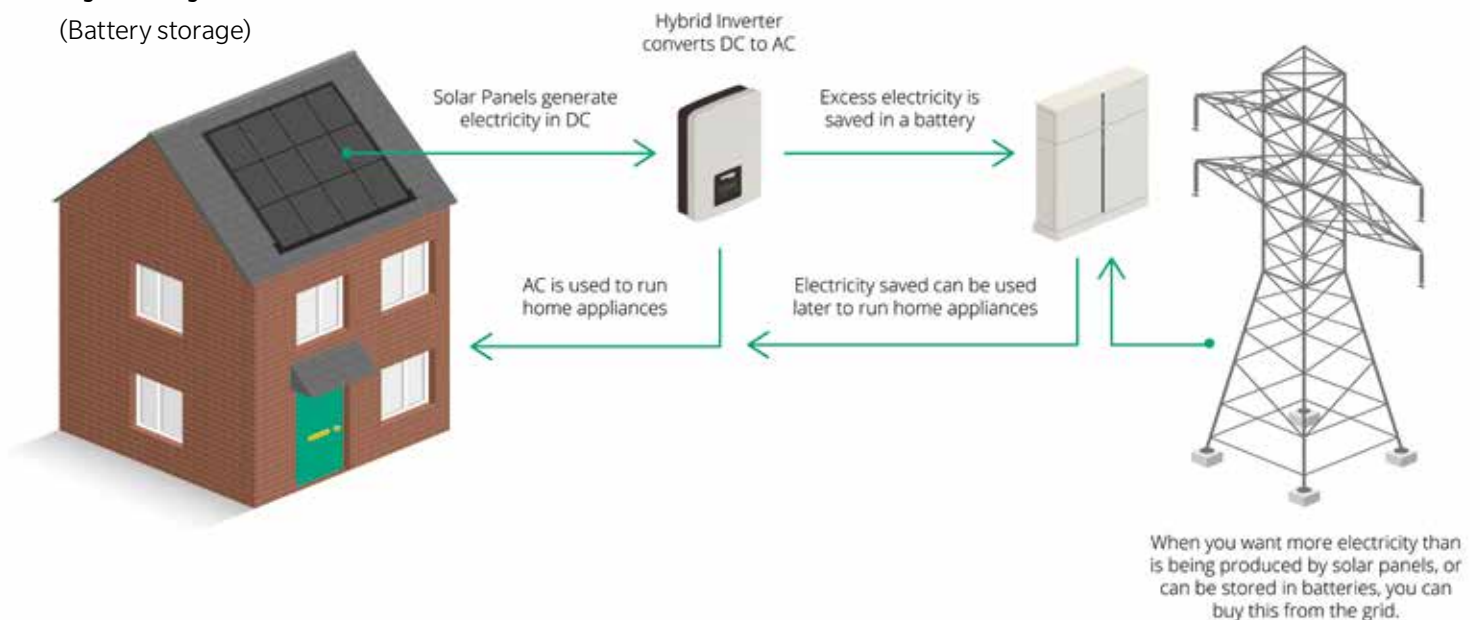 (Battery storage)
Hybrid Inverter
converts DC to AC
Solar Panels generate
electricity in DC
Excess electricity is
saved in a battery
AC is used to run
home appliances
Electricity saved can be used
later to run home appliances
When you want more electricity than
is being produced by solar panels, or
can be stored in batteries, you can
buy this from the grid.